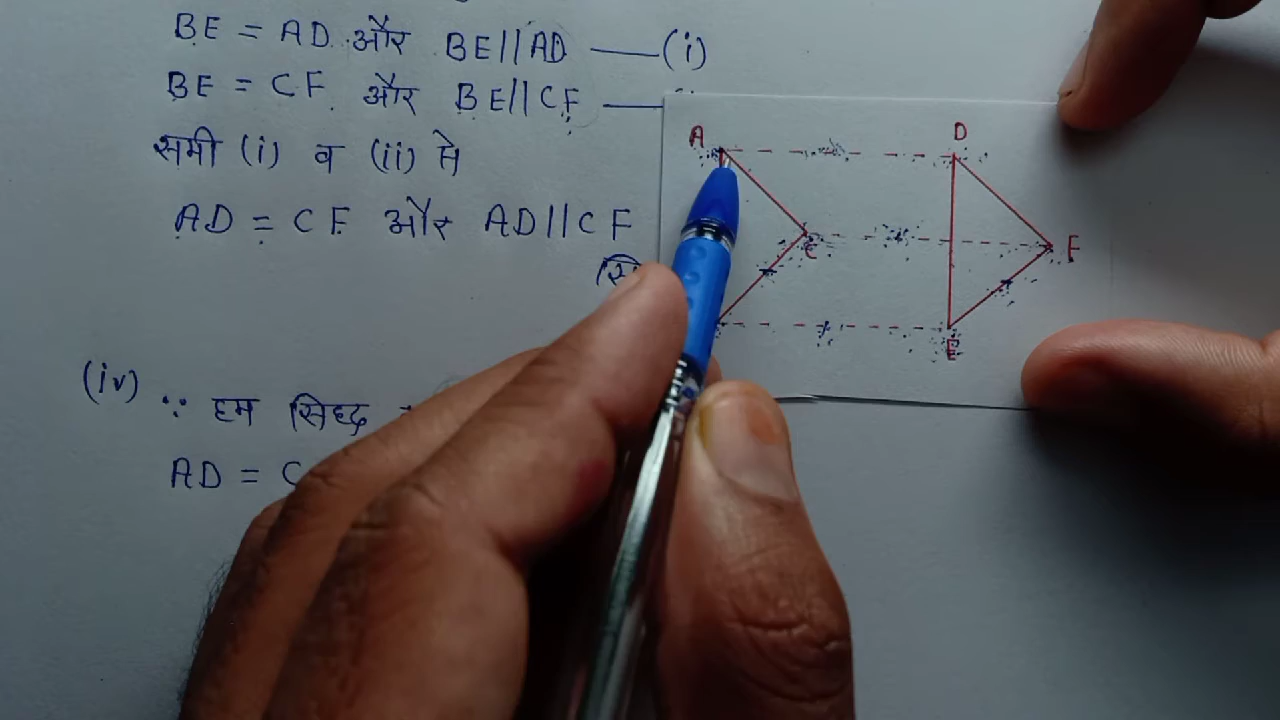 BE = AD और BE//AD —— (i)
BE = CF और BE//CF ——
समी (i) व (ii) से
AD = CF और AD//CF
(iv) ∵ हम सिध्द
AD = C
A
D
C
F
E